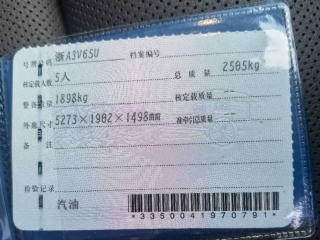 号牌号码 浙A3V65U 档案编号
核定载人数 5人 总质量 2505kg
整备质量 1898kg 核定载质量 --
外廓尺寸 5273×1902×1498mm 准牵引总质量 --
备注
检验记录
汽油
*3350041970791*